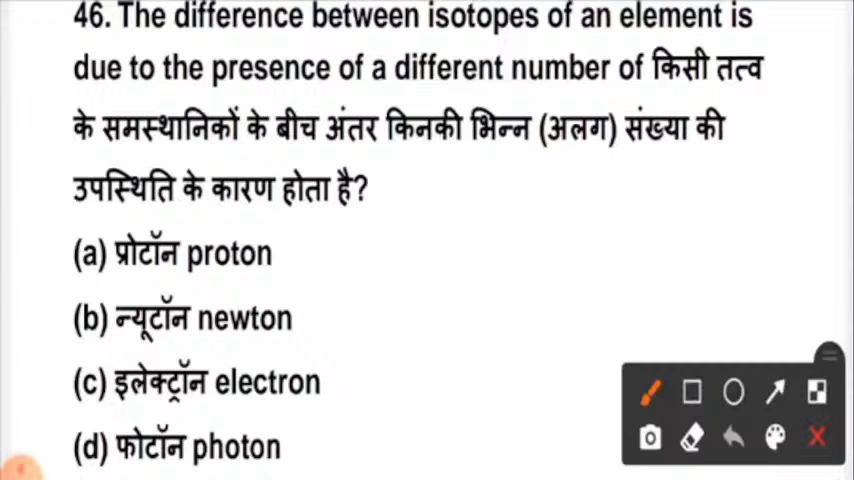 46. The difference between isotopes of an element is
due to the presence of a different number of किसी तत्व
के समस्थानिकों के बीच अंतर किनकी भिन्न (अलग) संख्या की
उपस्थिति के कारण होता है?
(a) प्रोटॉन proton
(b) न्यूटॉन newton
(c) इलेक्ट्रॉन electron
(d) फोटॉन photon